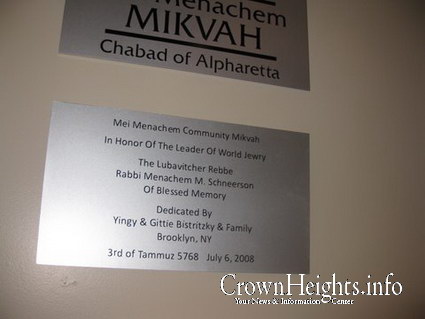 Menachem
MIKVAH
Chabad of Alpharetta
Mei Menachem Community Mikvah
In Honor Of The Leader Of World Jewry
The Lubavitcher Rebbe
Rabbi Menachem M. Schneerson
Of Blessed Memory
Dedicated By
Yingy & Gittie Bistritzky & Family
Brooklyn, NY
3rd of Tammuz 5768 July 6, 2008
CrownHeights.info
Your News & Information Center